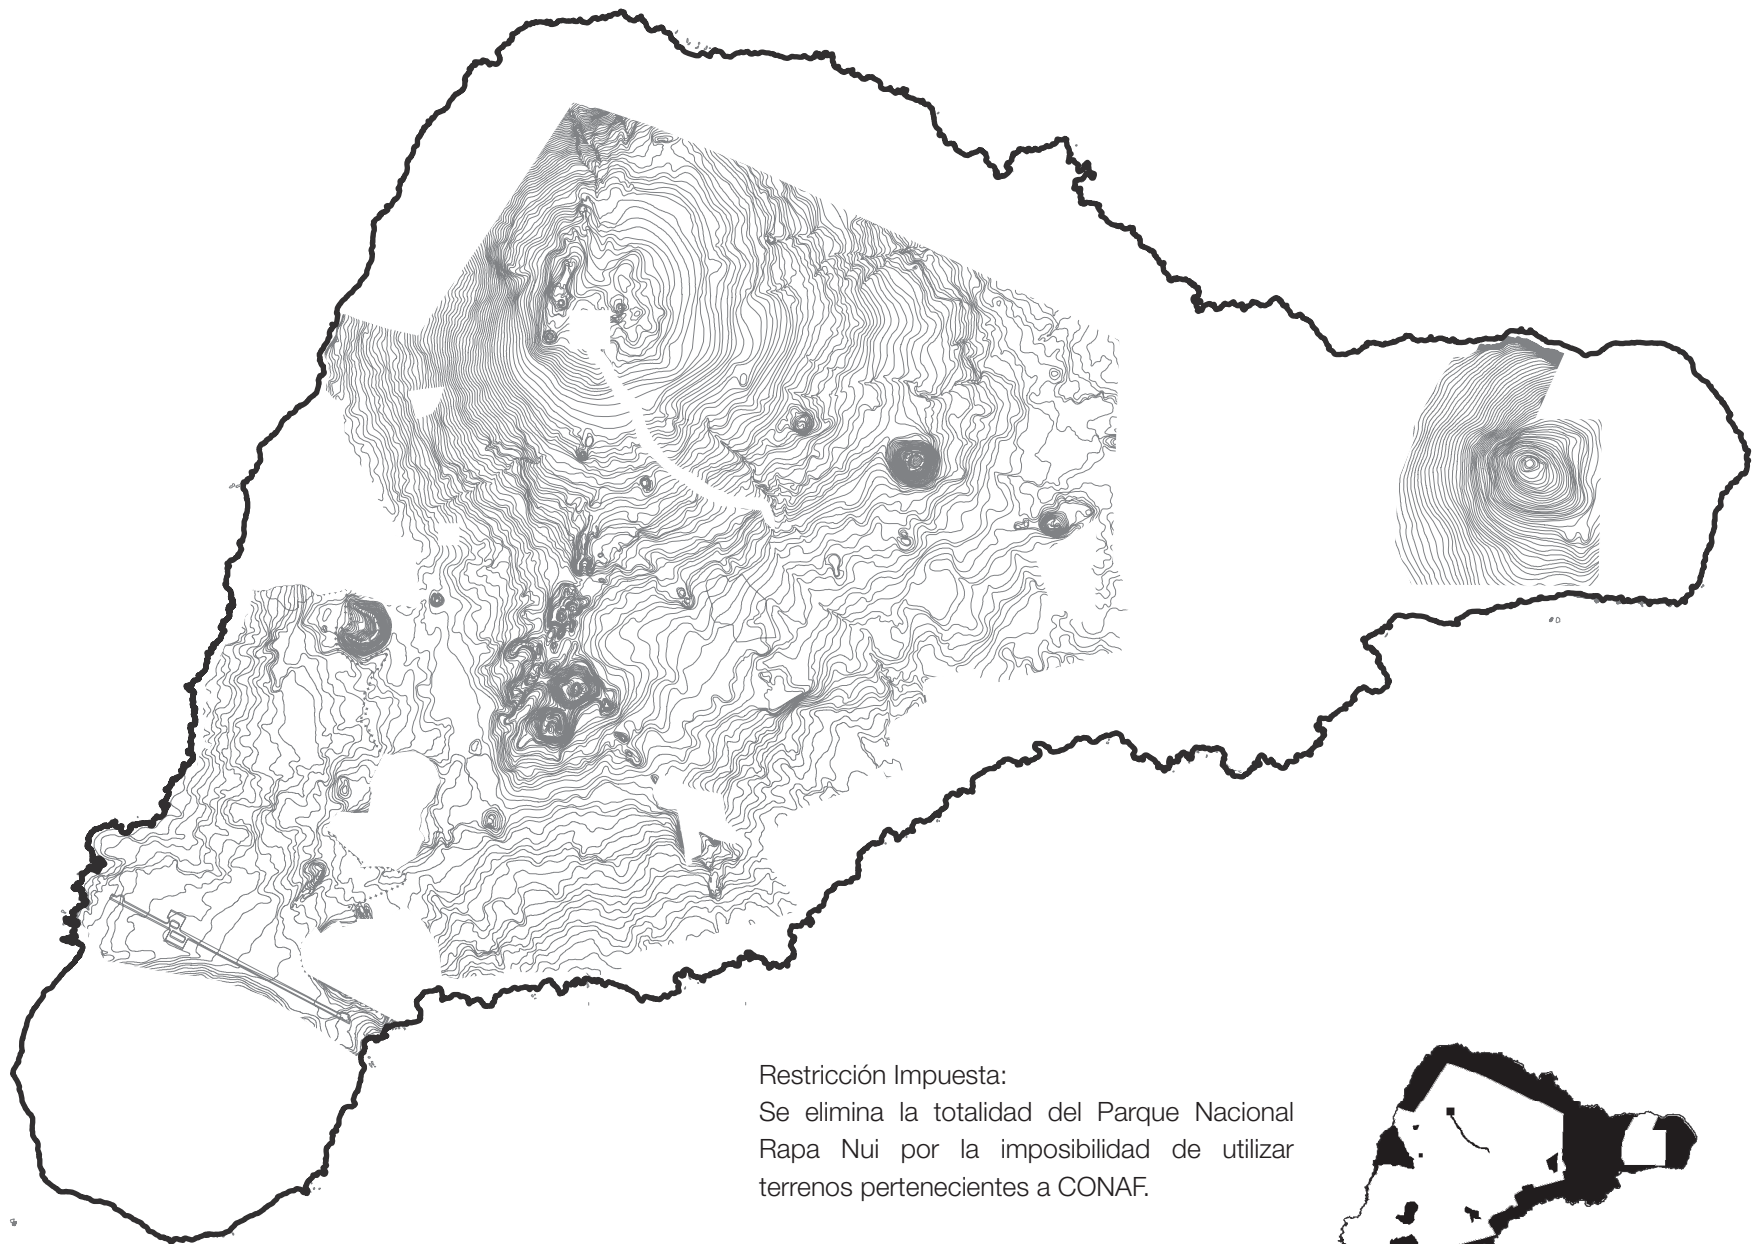 Restricción Impuesta:
Se elimina la totalidad del Parque Nacional
Rapa Nui por la imposibilidad de utilizar
terrenos pertenecientes a CONAF.